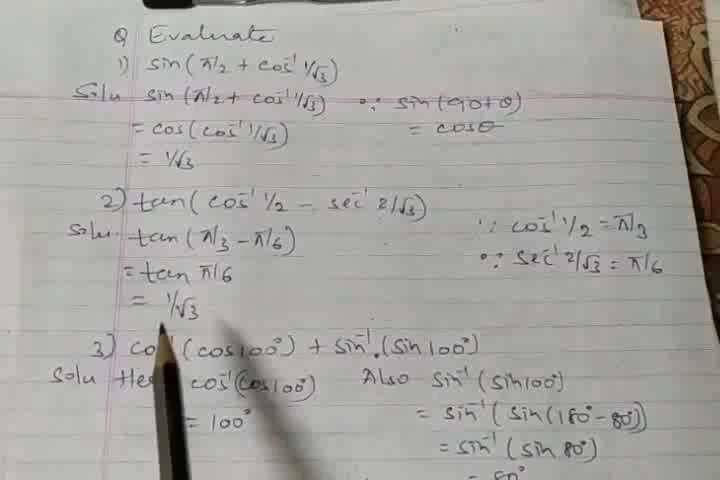 Q Evaluate
1) sin(π/2 + cos⁻¹ 1/√3)
Solu sin(π/2 + cos⁻¹ 1/√3) ∵ sin(90+θ)
= cos(cos⁻¹ 1/√3) = cosθ
= 1/√3
2) tan(cos⁻¹ 1/2 - sec⁻¹ 2/√3)
Solu. tan(π/3 - π/6) ∵ cos⁻¹ 1/2 = π/3
= tan π/6 ∵ sec⁻¹ 2/√3 = π/6
= 1/√3
3) (cos100°) + sin⁻¹.(sin100°)
Solu cos⁻¹(cos100°) Also sin⁻¹(sin100°)
= 100° = sin⁻¹(sin(180°-80°))
= sin⁻¹(sin 80°)
= 80°